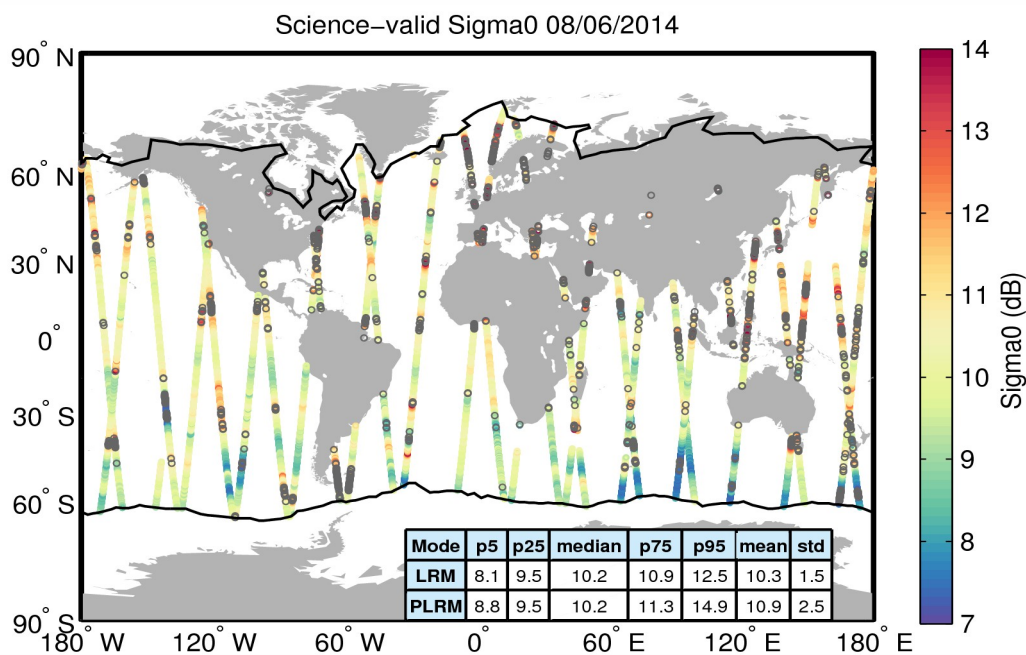 Science-valid Sigma0 08/06/2014
90° N
60° N
30° N
0°
30° S
60° S
90° S
180° W
120° W
60° W
0°
60° E
120° E
180° E
Mode p5 p25 median p75 p95 mean std
LRM 8.1 9.5 10.2 10.9 12.5 10.3 1.5
PLRM 8.8 9.5 10.2 11.3 14.9 10.9 2.5
14
13
12
11
10
9
8
7
Sigma0 (dB)